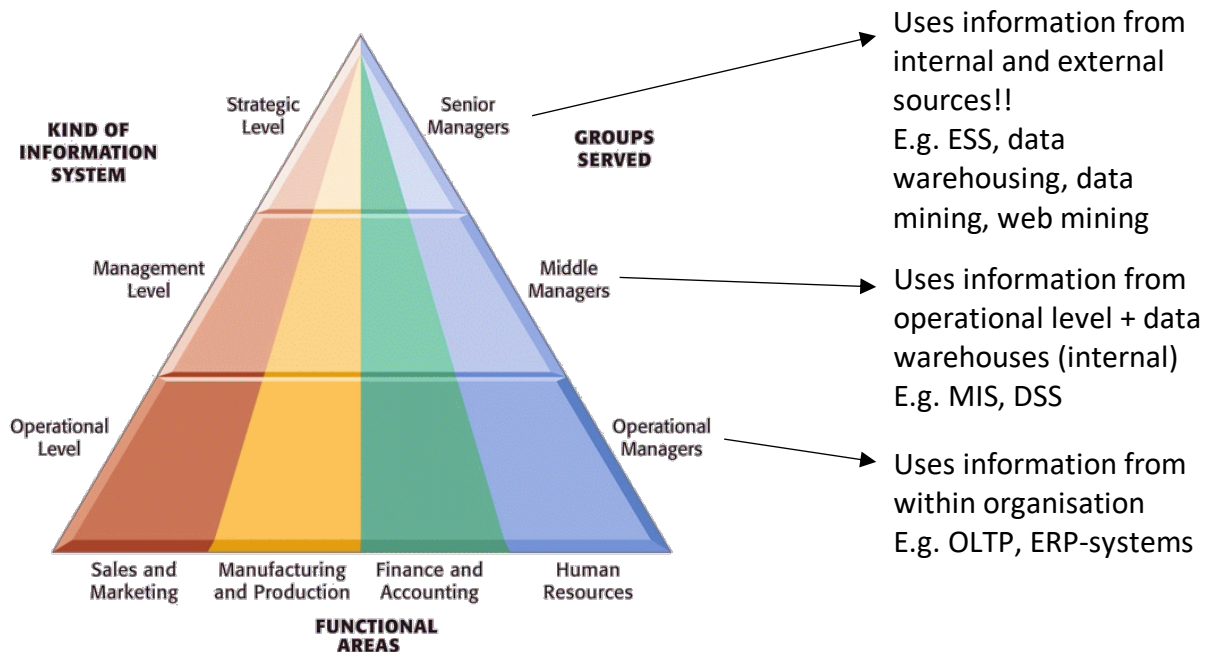 Strategic
Level
Senior
Managers
KIND OF
INFORMATION
SYSTEM
GROUPS
SERVED
Uses information from
internal and external
sources!!
E.g. ESS, data
warehousing, data
mining, web mining
Management
Level
Middle
Managers
Uses information from
operational level + data
warehouses (internal)
E.g. MIS, DSS
Operational
Level
Operational
Managers
Uses information from
within organisation
E.g. OLTP, ERP-systems
Sales and
Marketing
Manufacturing
and Production
Finance and
Accounting
Human
Resources
FUNCTIONAL
AREAS